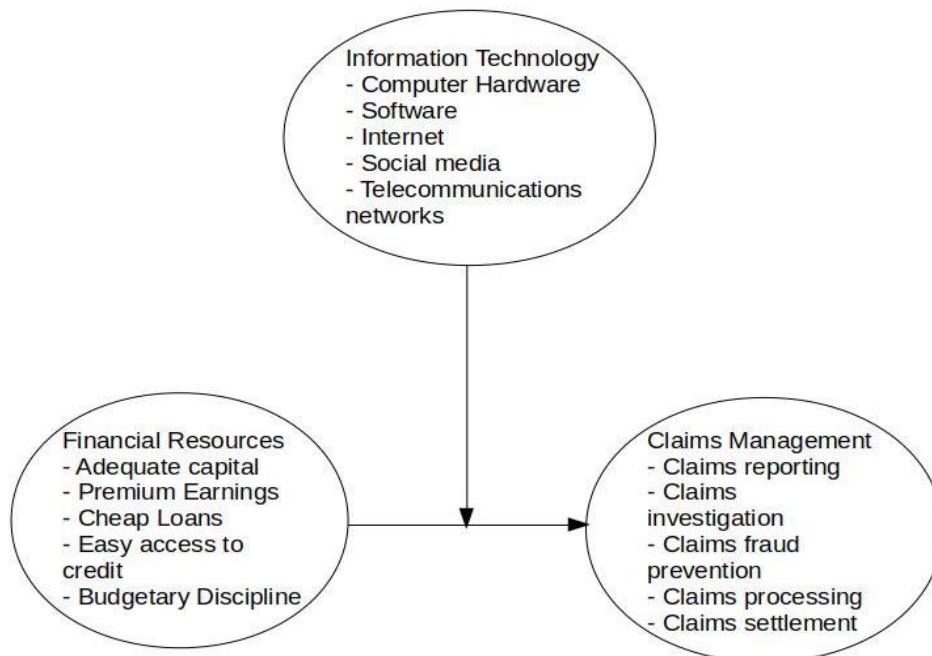 Information Technology
- Computer Hardware
- Software
- Internet
- Social media
- Telecommunications
networks
Financial Resources
- Adequate capital
- Premium Earnings
- Cheap Loans
- Easy access to
credit
- Budgetary Discipline
Claims Management
- Claims reporting
- Claims
investigation
- Claims fraud
prevention
- Claims processing
- Claims settlement